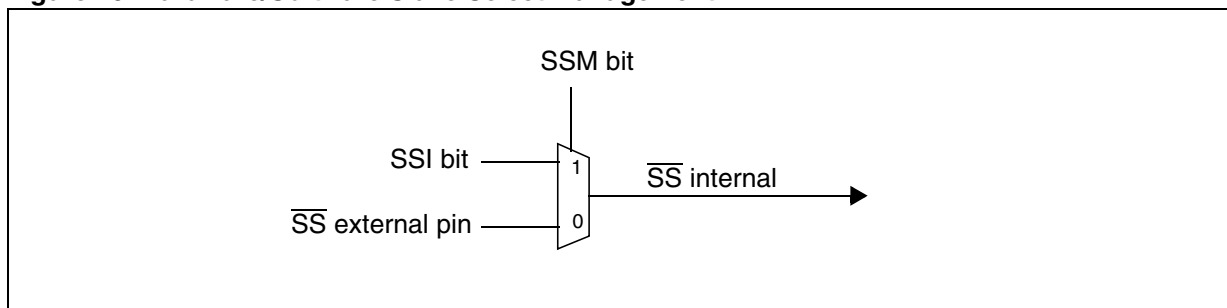 SSM bit
SSI bit
1
SS internal
SS external pin
0